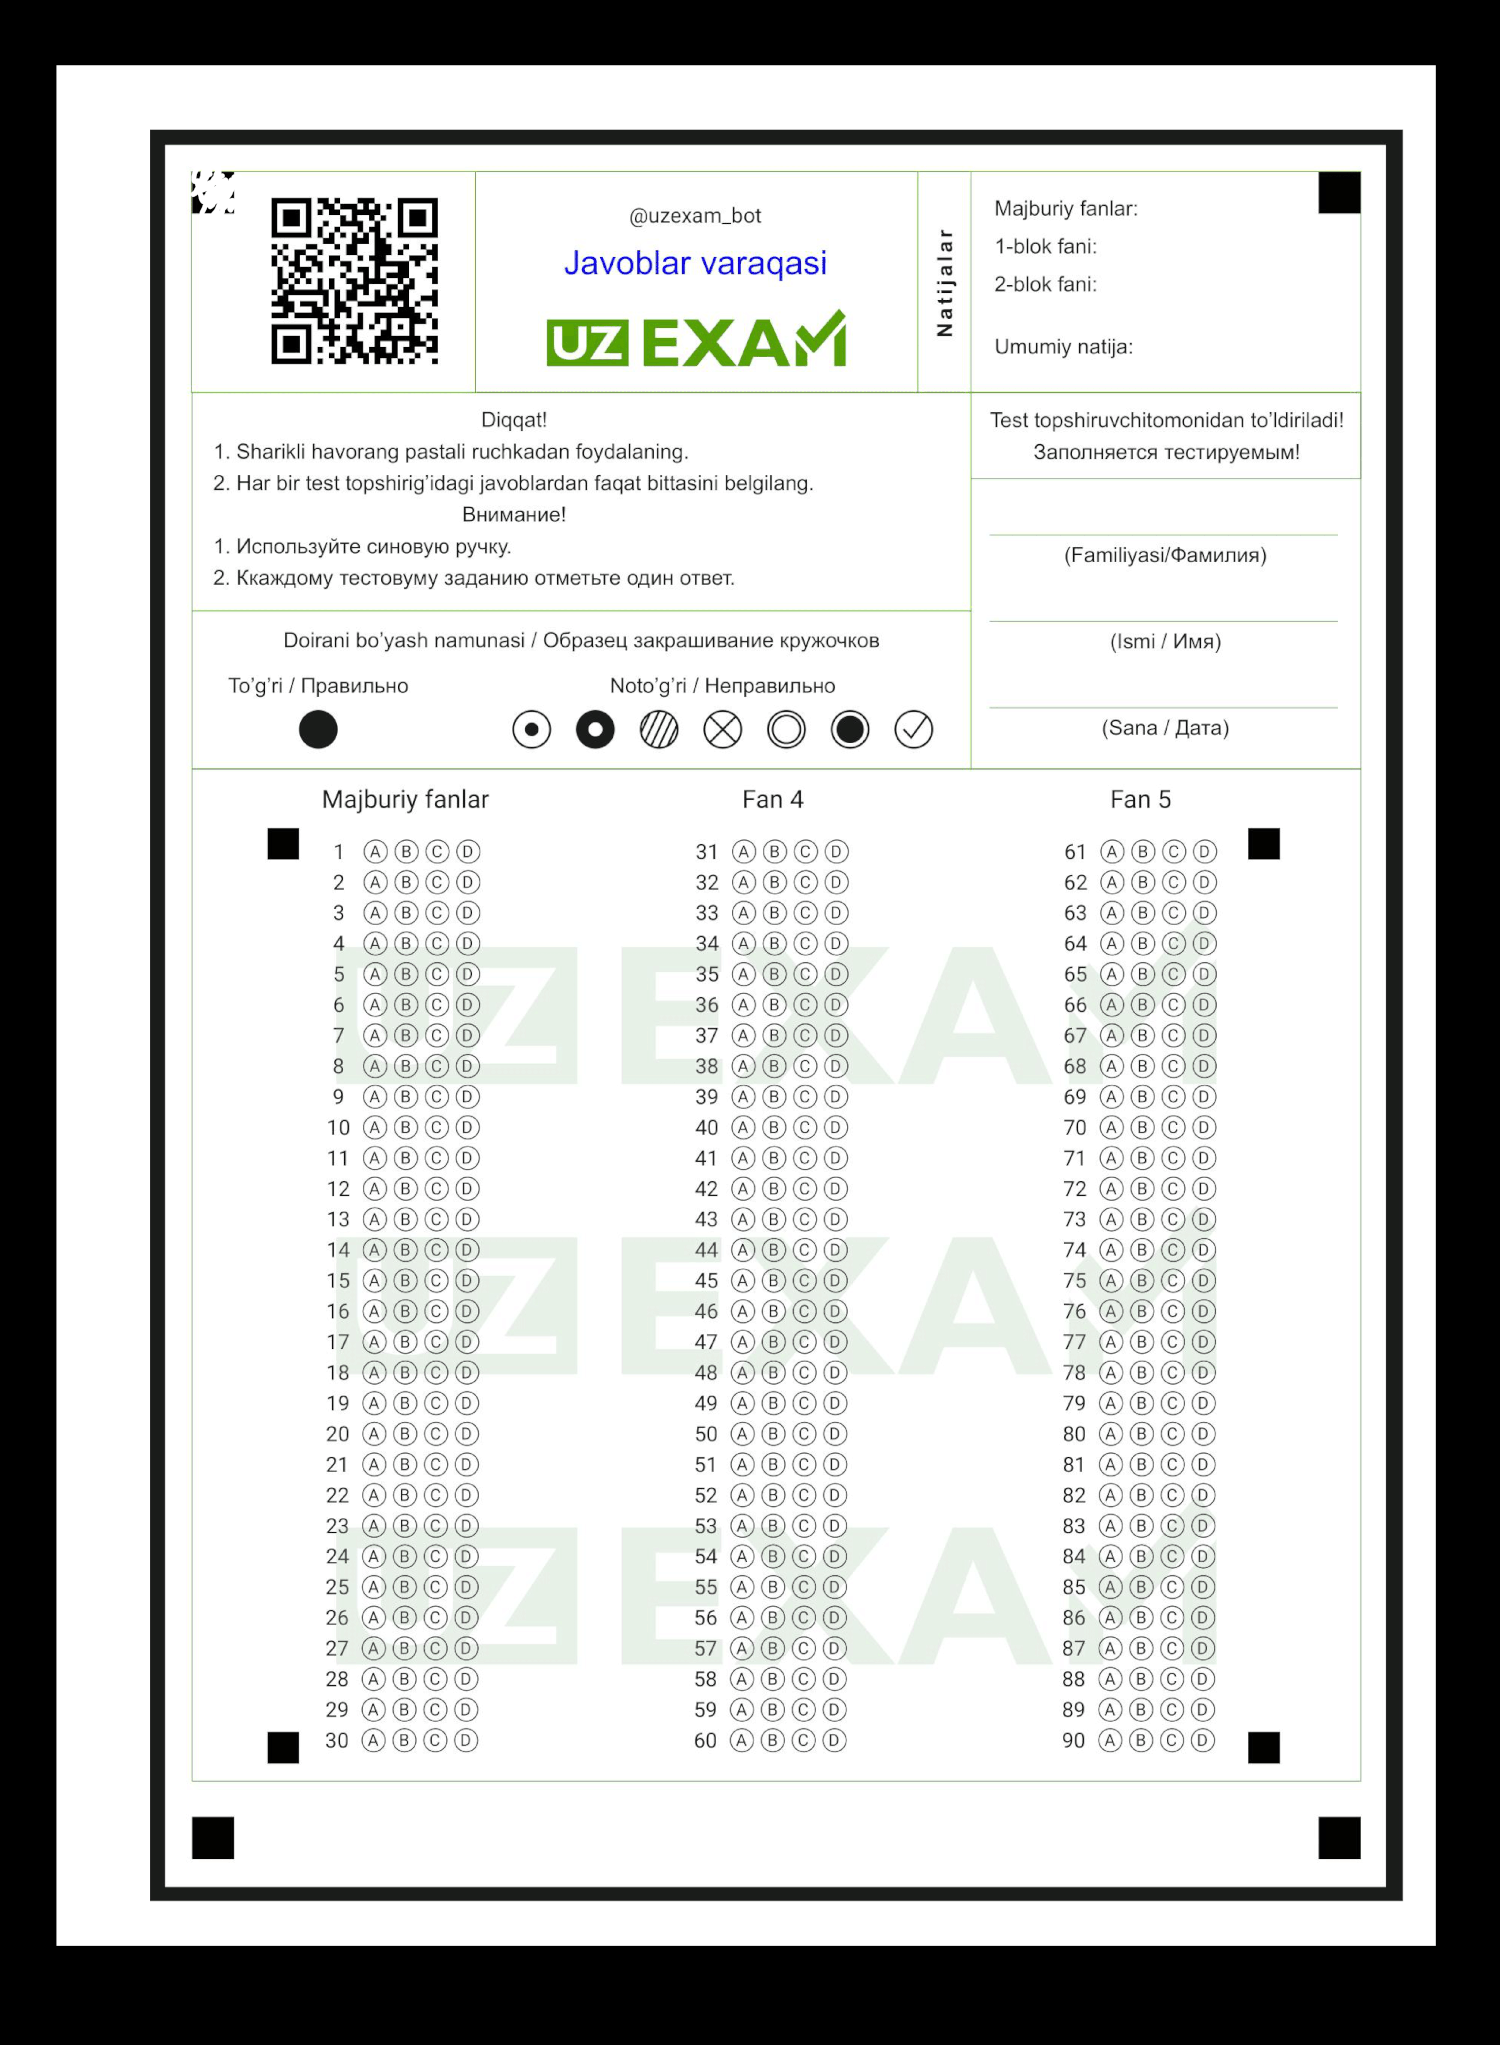 @uzexam_bot
Javoblar varaqasi
UZ EXAM
Natijalar
Majburiy fanlar:
1-blok fani:
2-blok fani:
Umumiy natija:
Diqqat!
1. Sharikli havorang pastali ruchkadan foydalaning.
2. Har bir test topshirig'idagi javoblardan faqat bittasini belgilang.
Внимание!
1. Используйте синовую ручку.
2. Ккаждому тестовуму заданию отметьте один ответ.
Test topshiruvchitomonidan to'ldiriladi!
Заполняется тестируемым!
(Familiyasi/Фамилия)
(Ismi / Имя)
(Sana / Дата)
Doirani bo'yash namunasi / Образец закрашивание кружочков
To'g'ri / Правильно
Noto'g'ri / Неправильно
Majburiy fanlar
1 A B C D
2 A B C D
3 A B C D
4 A B C D
5 A B C D
6 A B C D
7 A B C D
8 A B C D
9 A B C D
10 A B C D
11 A B C D
12 A B C D
13 A B C D
14 A B C D
15 A B C D
16 A B C D
17 A B C D
18 A B C D
19 A B C D
20 A B C D
21 A B C D
22 A B C D
23 A B C D
24 A B C D
25 A B C D
26 A B C D
27 A B C D
28 A B C D
29 A B C D
30 A B C D
Fan 4
31 A B C D
32 A B C D
33 A B C D
34 A B C D
35 A B C D
36 A B C D
37 A B C D
38 A B C D
39 A B C D
40 A B C D
41 A B C D
42 A B C D
43 A B C D
44 A B C D
45 A B C D
46 A B C D
47 A B C D
48 A B C D
49 A B C D
50 A B C D
51 A B C D
52 A B C D
53 A B C D
54 A B C D
55 A B C D
56 A B C D
57 A B C D
58 A B C D
59 A B C D
60 A B C D
Fan 5
61 A B C D
62 A B C D
63 A B C D
64 A B C D
65 A B C D
66 A B C D
67 A B C D
68 A B C D
69 A B C D
70 A B C D
71 A B C D
72 A B C D
73 A B C D
74 A B C D
75 A B C D
76 A B C D
77 A B C D
78 A B C D
79 A B C D
80 A B C D
81 A B C D
82 A B C D
83 A B C D
84 A B C D
85 A B C D
86 A B C D
87 A B C D
88 A B C D
89 A B C D
90 A B C D
UZ EXAM
UZ EXAM
UZ EXAM